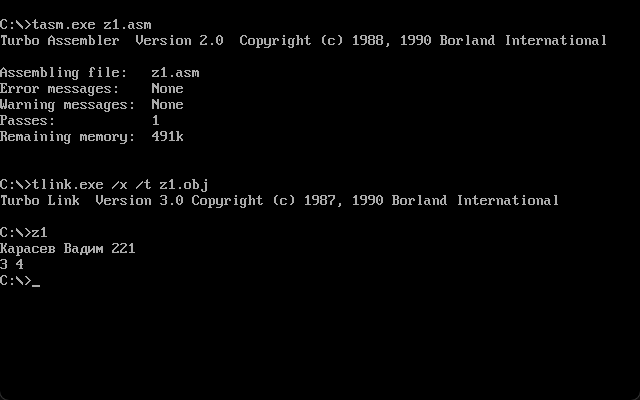 C:\>tasm.exe z1.asm
Turbo Assembler  Version 2.0  Copyright (c) 1988, 1990 Borland International
Assembling file:   z1.asm
Error messages:    None
Warning messages:  None
Passes:            1
Remaining memory:  491k
C:\>tlink.exe /x /t z1.obj
Turbo Link  Version 3.0 Copyright (c) 1987, 1990 Borland International
C:\>z1
Карасев Вадим 221
3 4
C:\>_